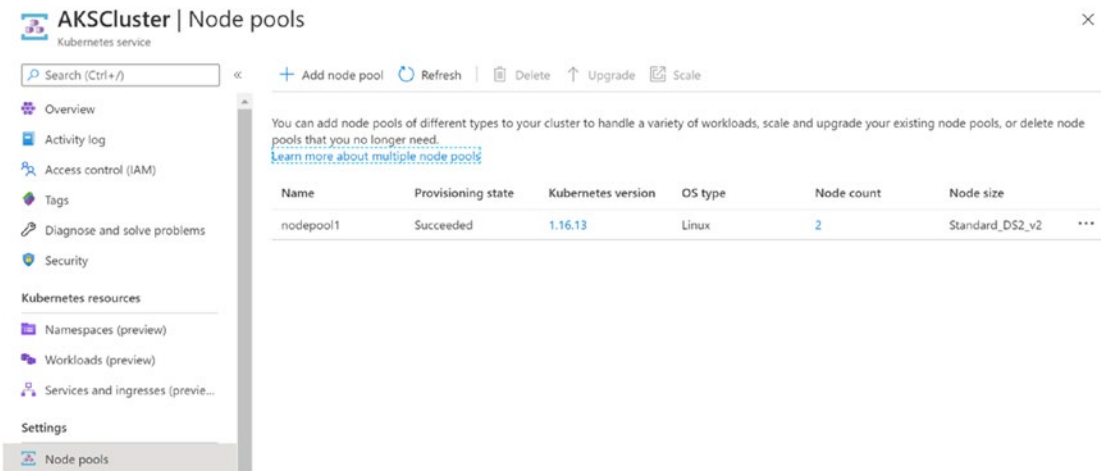 AKSCluster | Node pools
Kubernetes service
Search (Ctrl+/)
«
Overview
Activity log
Access control (IAM)
Tags
Diagnose and solve problems
Security
Kubernetes resources
Namespaces (preview)
Workloads (preview)
Services and ingresses (previe...
Settings
Node pools
+ Add node pool Refresh Delete Upgrade Scale
You can add node pools of different types to your cluster to handle a variety of workloads, scale and upgrade your existing node pools, or delete node
pools that you no longer need.
Learn more about multiple node pools
Name Provisioning state Kubernetes version OS type Node count Node size
nodepool1 Succeeded 1.16.13 Linux 2 Standard_DS2_v2 ...